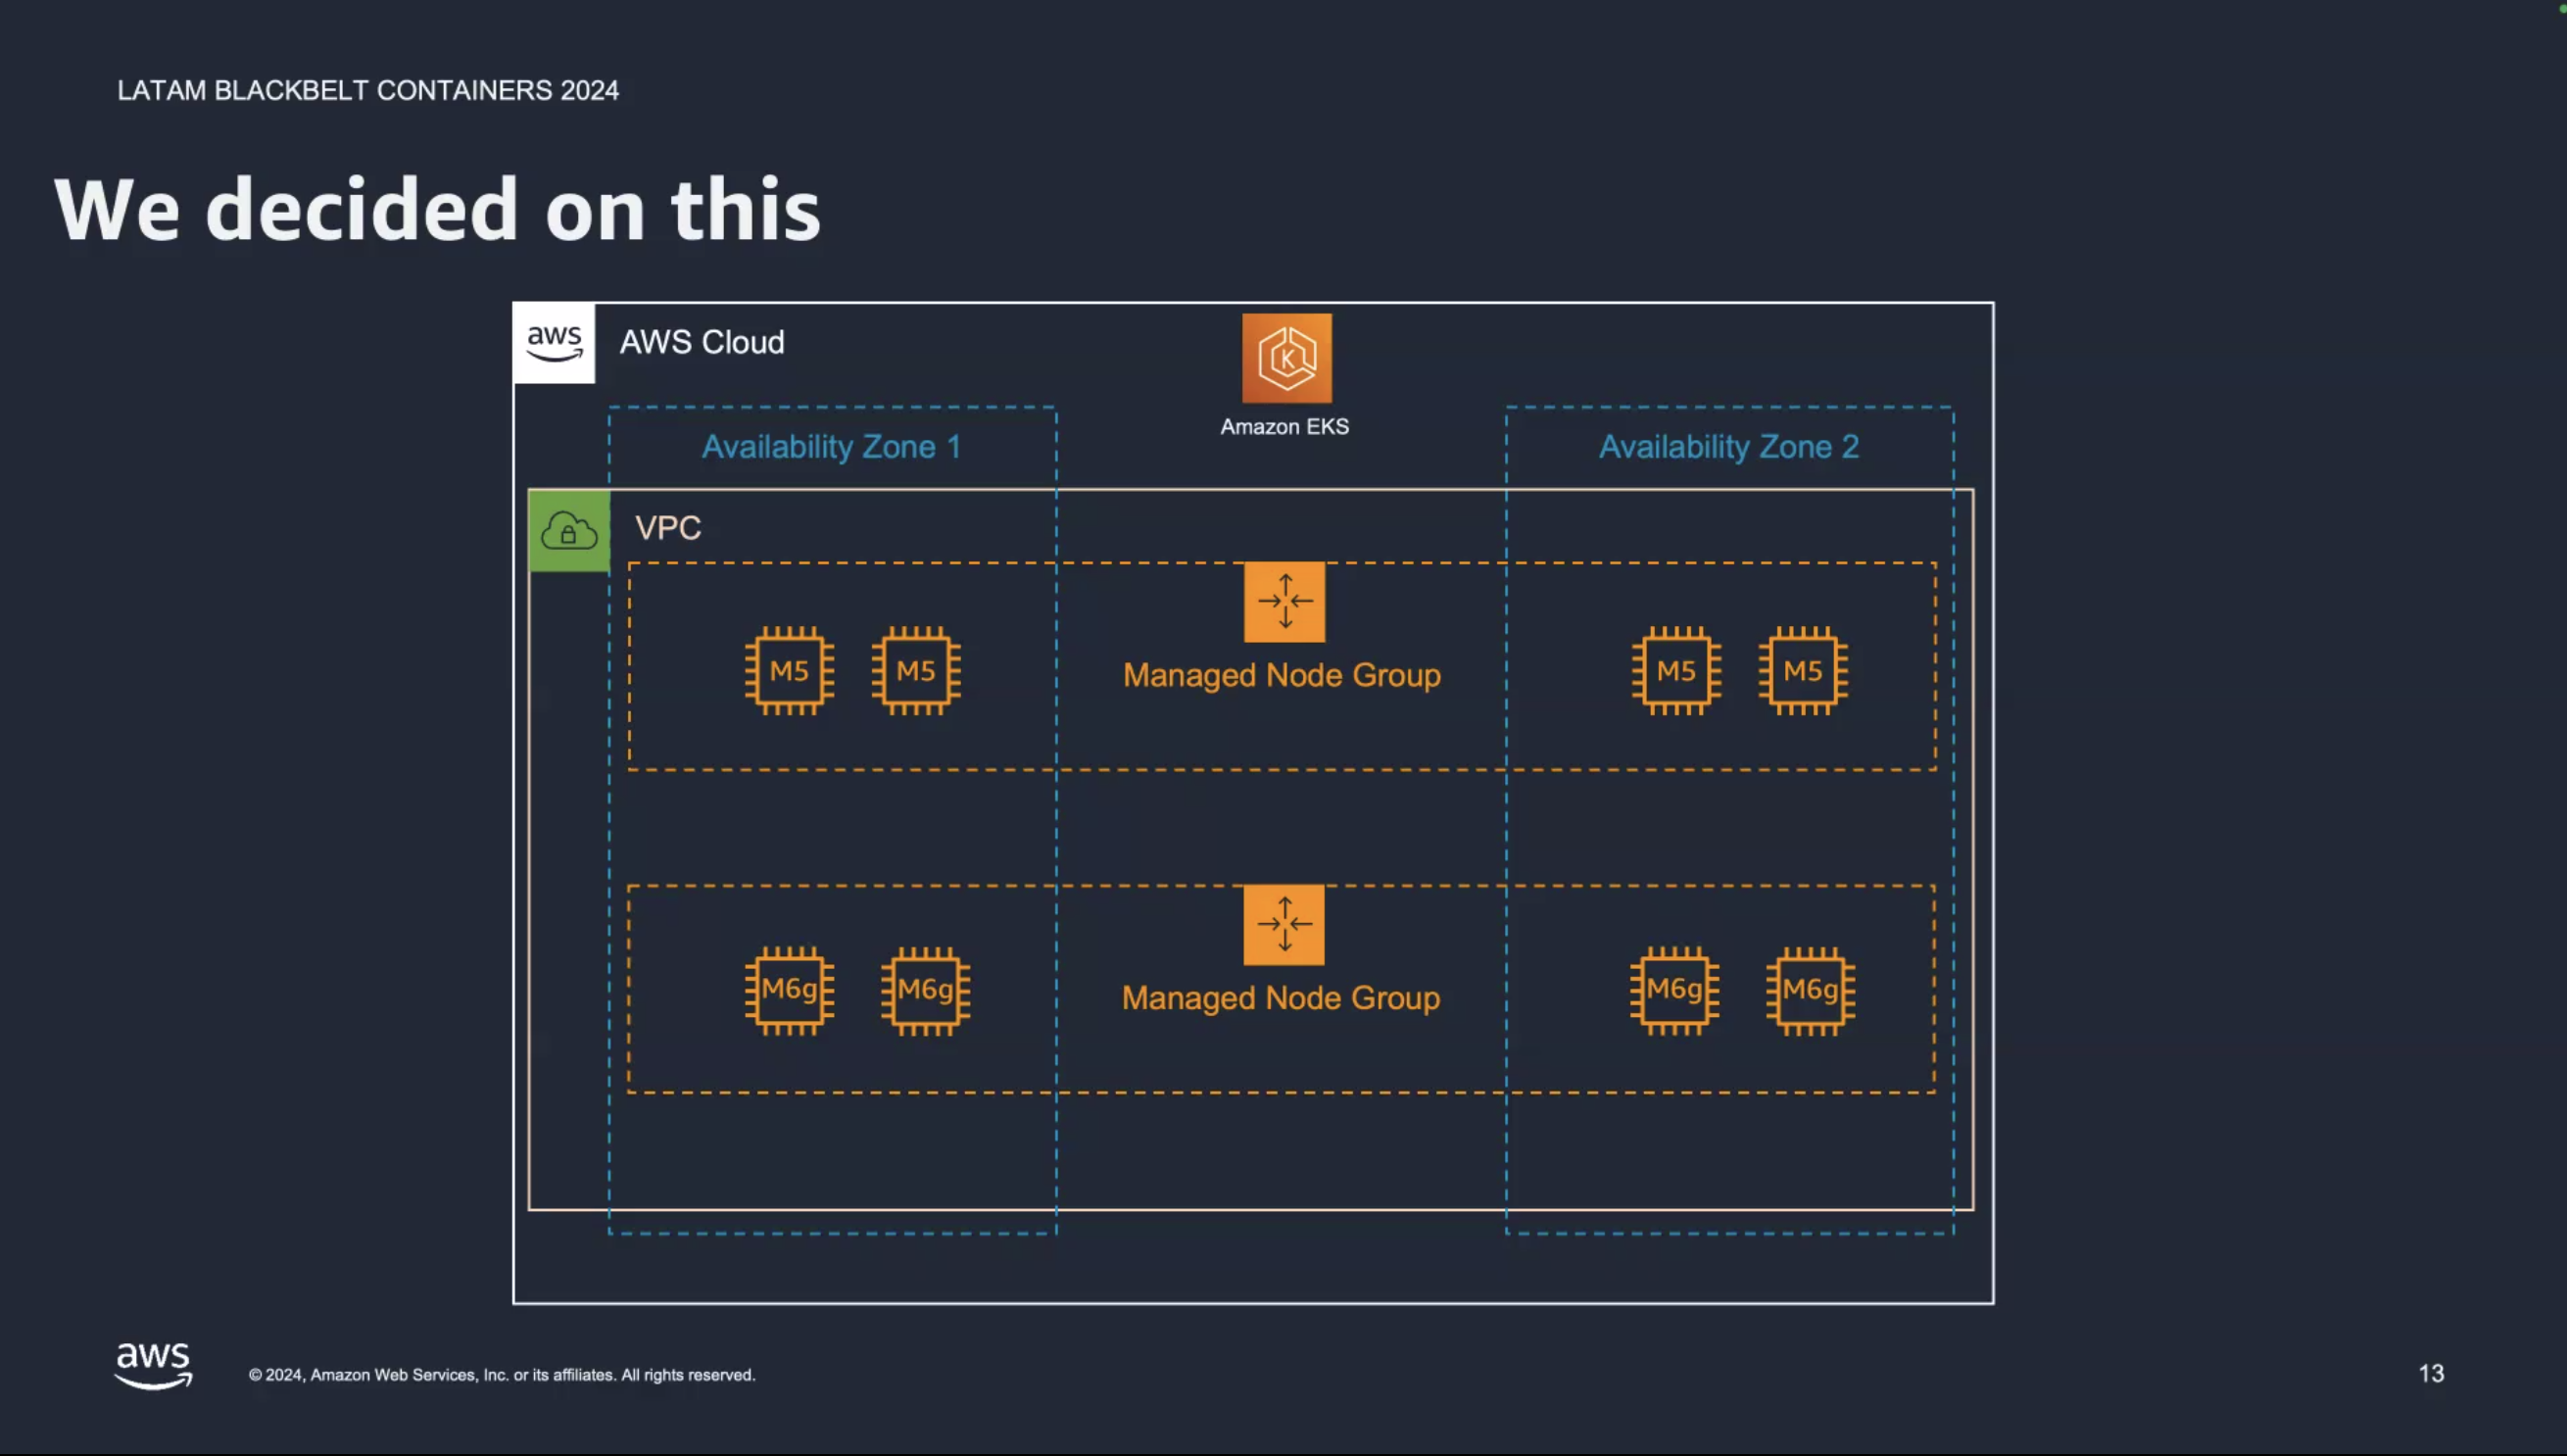 LATAM BLACKBELT CONTAINERS 2024
We decided on this
aws
AWS Cloud
K
Amazon EKS
Availability Zone 1
Availability Zone 2
VPC
M5
M5
Managed Node Group
M5
M5
M6g
M6g
Managed Node Group
M6g
M6g
aws
© 2024, Amazon Web Services, Inc. or its affiliates. All rights reserved.
13